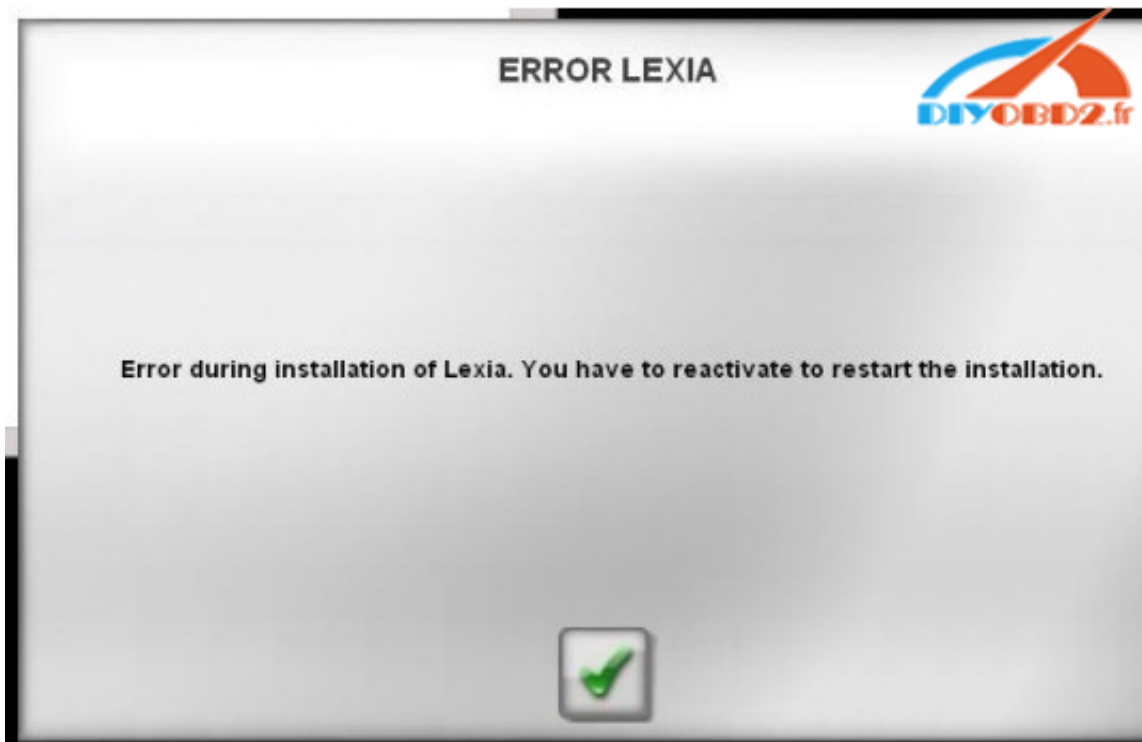 ERROR LEXIA
DIYOBD2.fr
Error during installation of Lexia. You have to reactivate to restart the installation.